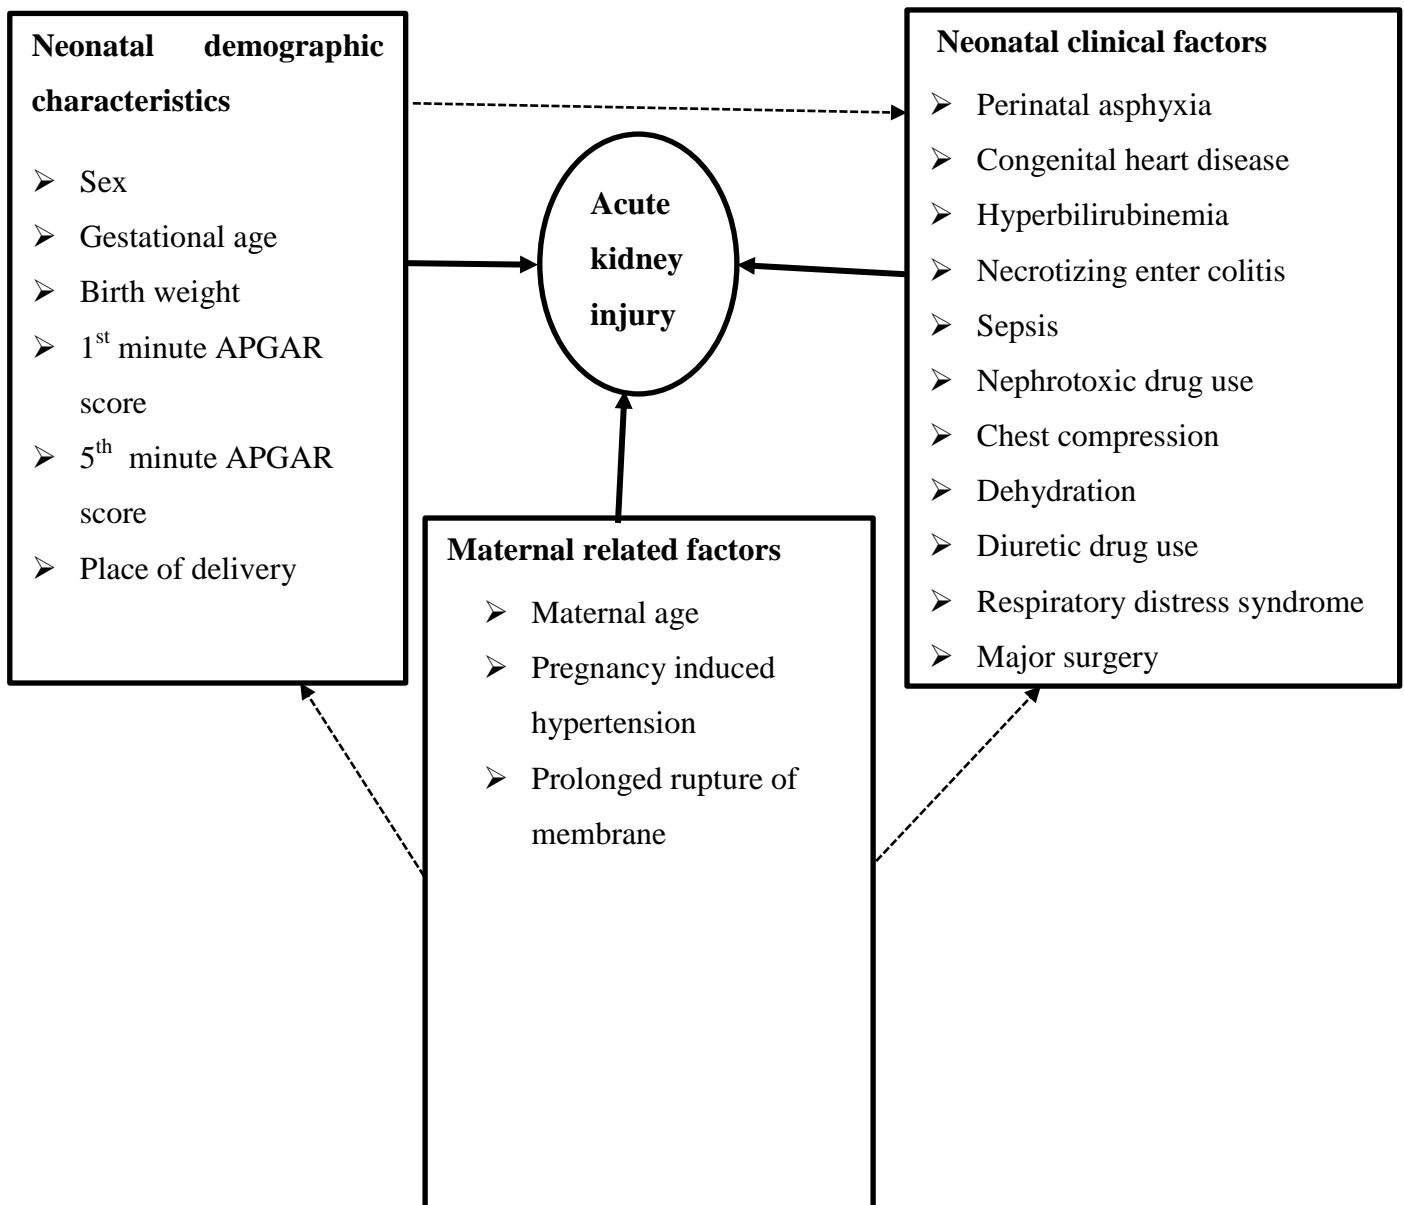 Neonatal demographic
characteristics
➢ Sex
➢ Gestational age
➢ Birth weight
➢ 1st minute APGAR
score
➢ 5th minute APGAR
score
➢ Place of delivery
Acute
kidney
injury
Neonatal clinical factors
➢ Perinatal asphyxia
➢ Congenital heart disease
➢ Hyperbilirubinemia
➢ Necrotizing enter colitis
➢ Sepsis
➢ Nephrotoxic drug use
➢ Chest compression
➢ Dehydration
➢ Diuretic drug use
➢ Respiratory distress syndrome
➢ Major surgery
Maternal related factors
➢ Maternal age
➢ Pregnancy induced
hypertension
➢ Prolonged rupture of
membrane